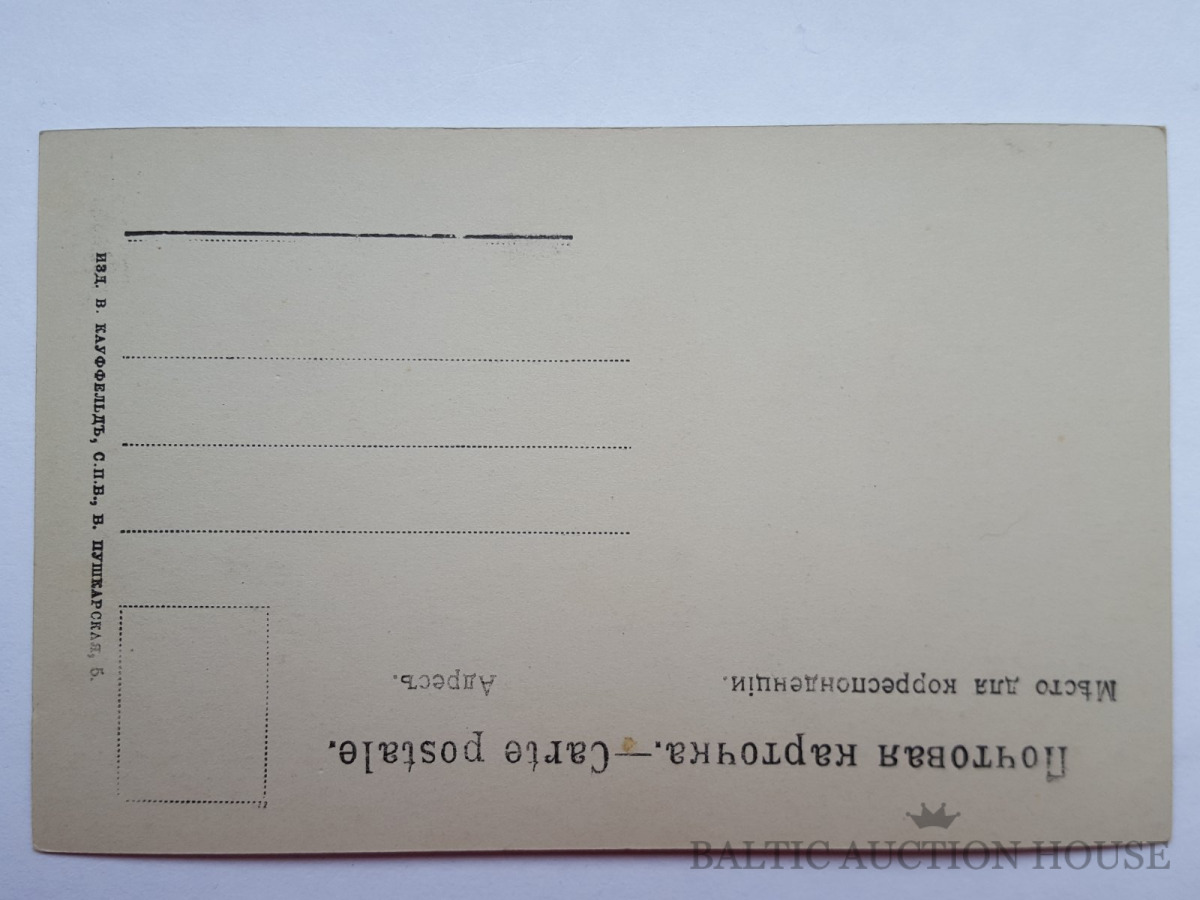 Почтовая карточка.—Carte postale.
Мѣсто для корреспонденціи.
Адресъ.
ИЗД. В. КАУФФЕЛЬДЪ, С.П.Б., Б. ПУШКАРСКАЯ, 5.
BALTIC AUCTION HOUSE